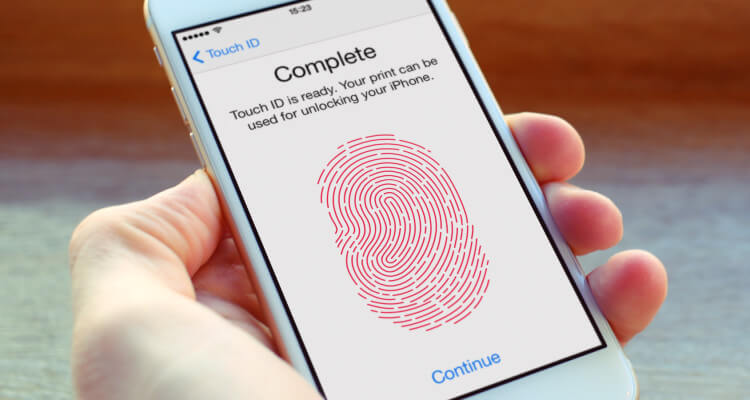 15:23
Touch ID
Complete
Touch ID is ready. Your print can be
used for unlocking your iPhone.
Continue